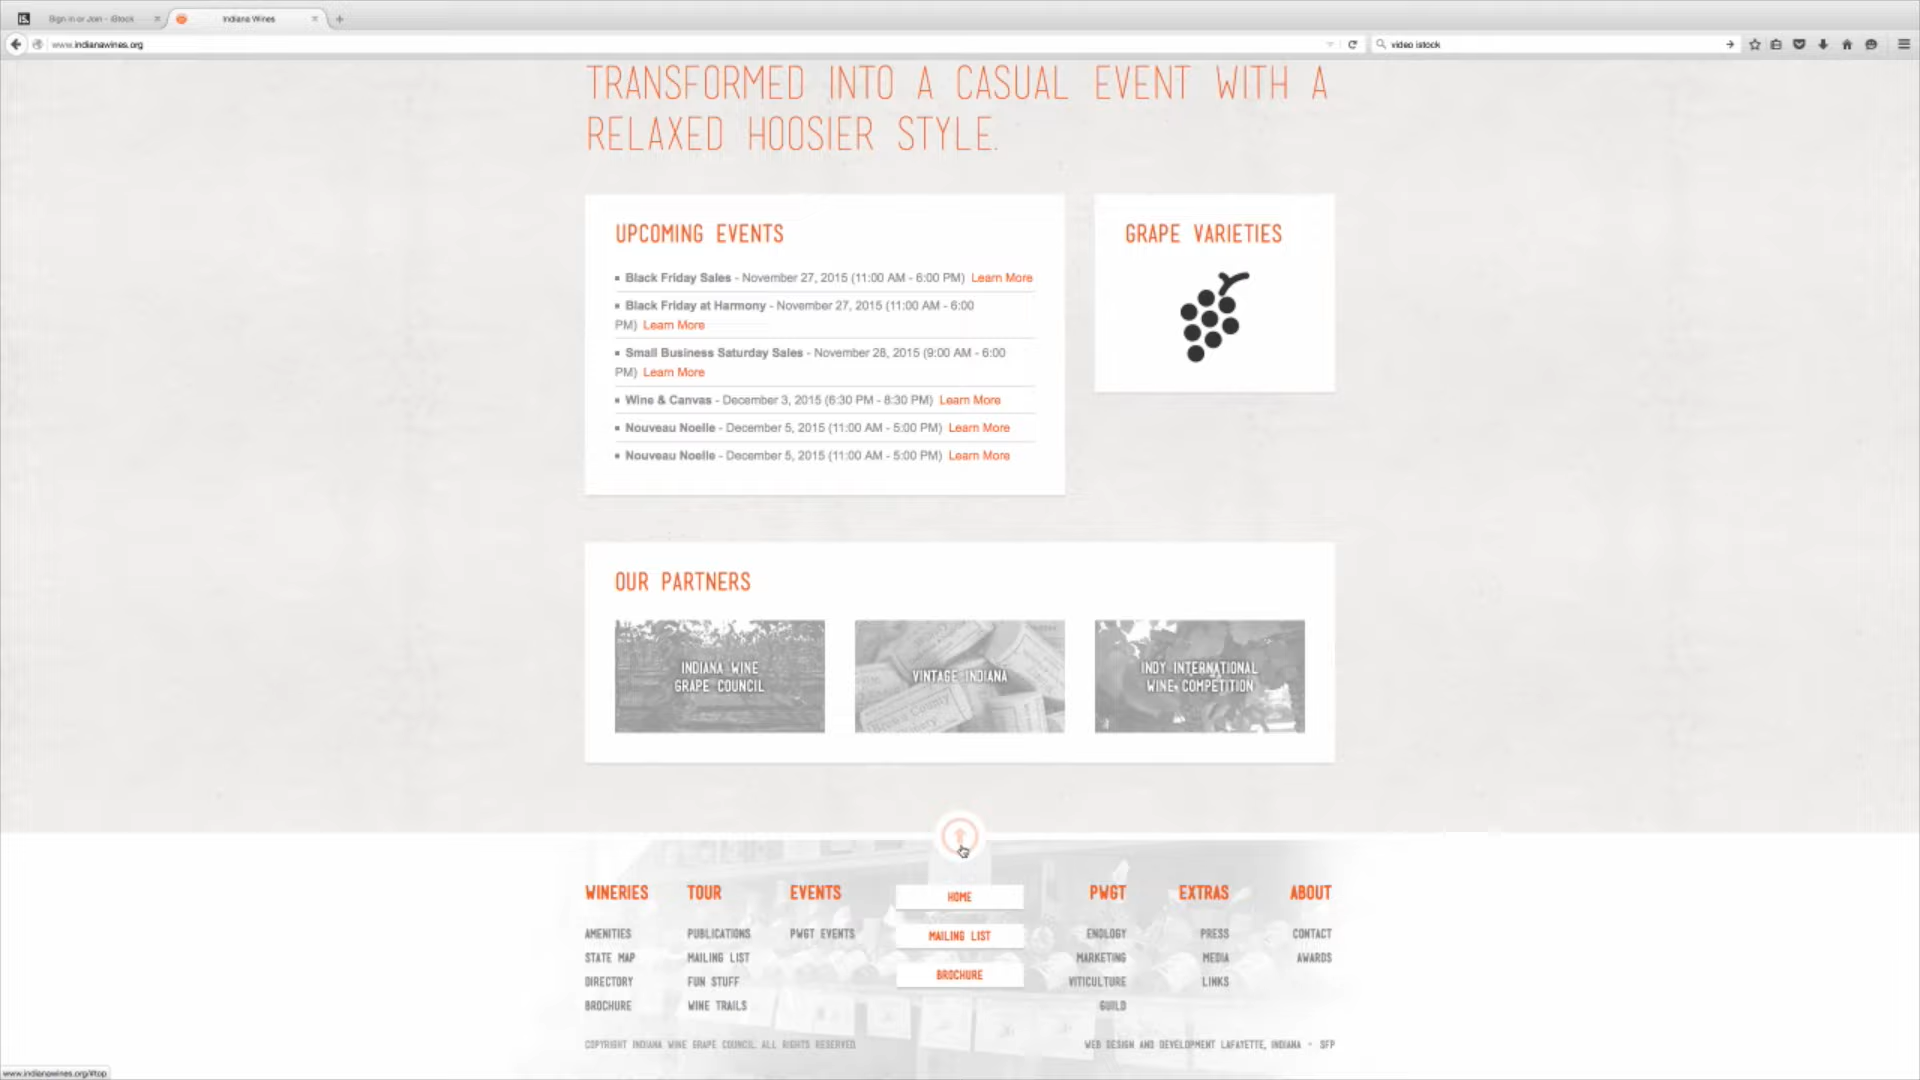 Sign in or Join - iStock
Indiana Wines
www.indianawines.org
video istock
TRANSFORMED INTO A CASUAL EVENT WITH A
RELAXED HOOSIER STYLE.
UPCOMING EVENTS
Black Friday Sales - November 27, 2015 (11:00 AM - 6:00 PM) Learn More
Black Friday at Harmony - November 27, 2015 (11:00 AM - 6:00
PM) Learn More
Small Business Saturday Sales - November 28, 2015 (9:00 AM - 6:00
PM) Learn More
Wine & Canvas - December 3, 2015 (6:30 PM - 8:30 PM) Learn More
Nouveau Noelle - December 5, 2015 (11:00 AM - 5:00 PM) Learn More
Nouveau Noelle - December 5, 2015 (11:00 AM - 5:00 PM) Learn More
GRAPE VARIETIES
OUR PARTNERS
INDIANA WINE
GRAPE COUNCIL
VINTAGE INDIANA
INDY INTERNATIONAL
WINE COMPETITION
WINERIES
AMENITIES
STATE MAP
DIRECTORY
BROCHURE
TOUR
PUBLICATIONS
MAILING LIST
FUN STUFF
WINE TRAILS
EVENTS
PWGT EVENTS
HOME
MAILING LIST
BROCHURE
PWGT
ENOLOGY
MARKETING
VITICULTURE
GUILD
EXTRAS
PRESS
MEDIA
LINKS
ABOUT
CONTACT
AWARDS
COPYRIGHT INDIANA WINE GRAPE COUNCIL. ALL RIGHTS RESERVED
WEB DESIGN AND DEVELOPMENT LAFAYETTE, INDIANA - SFP
www.indianawines.org/#top